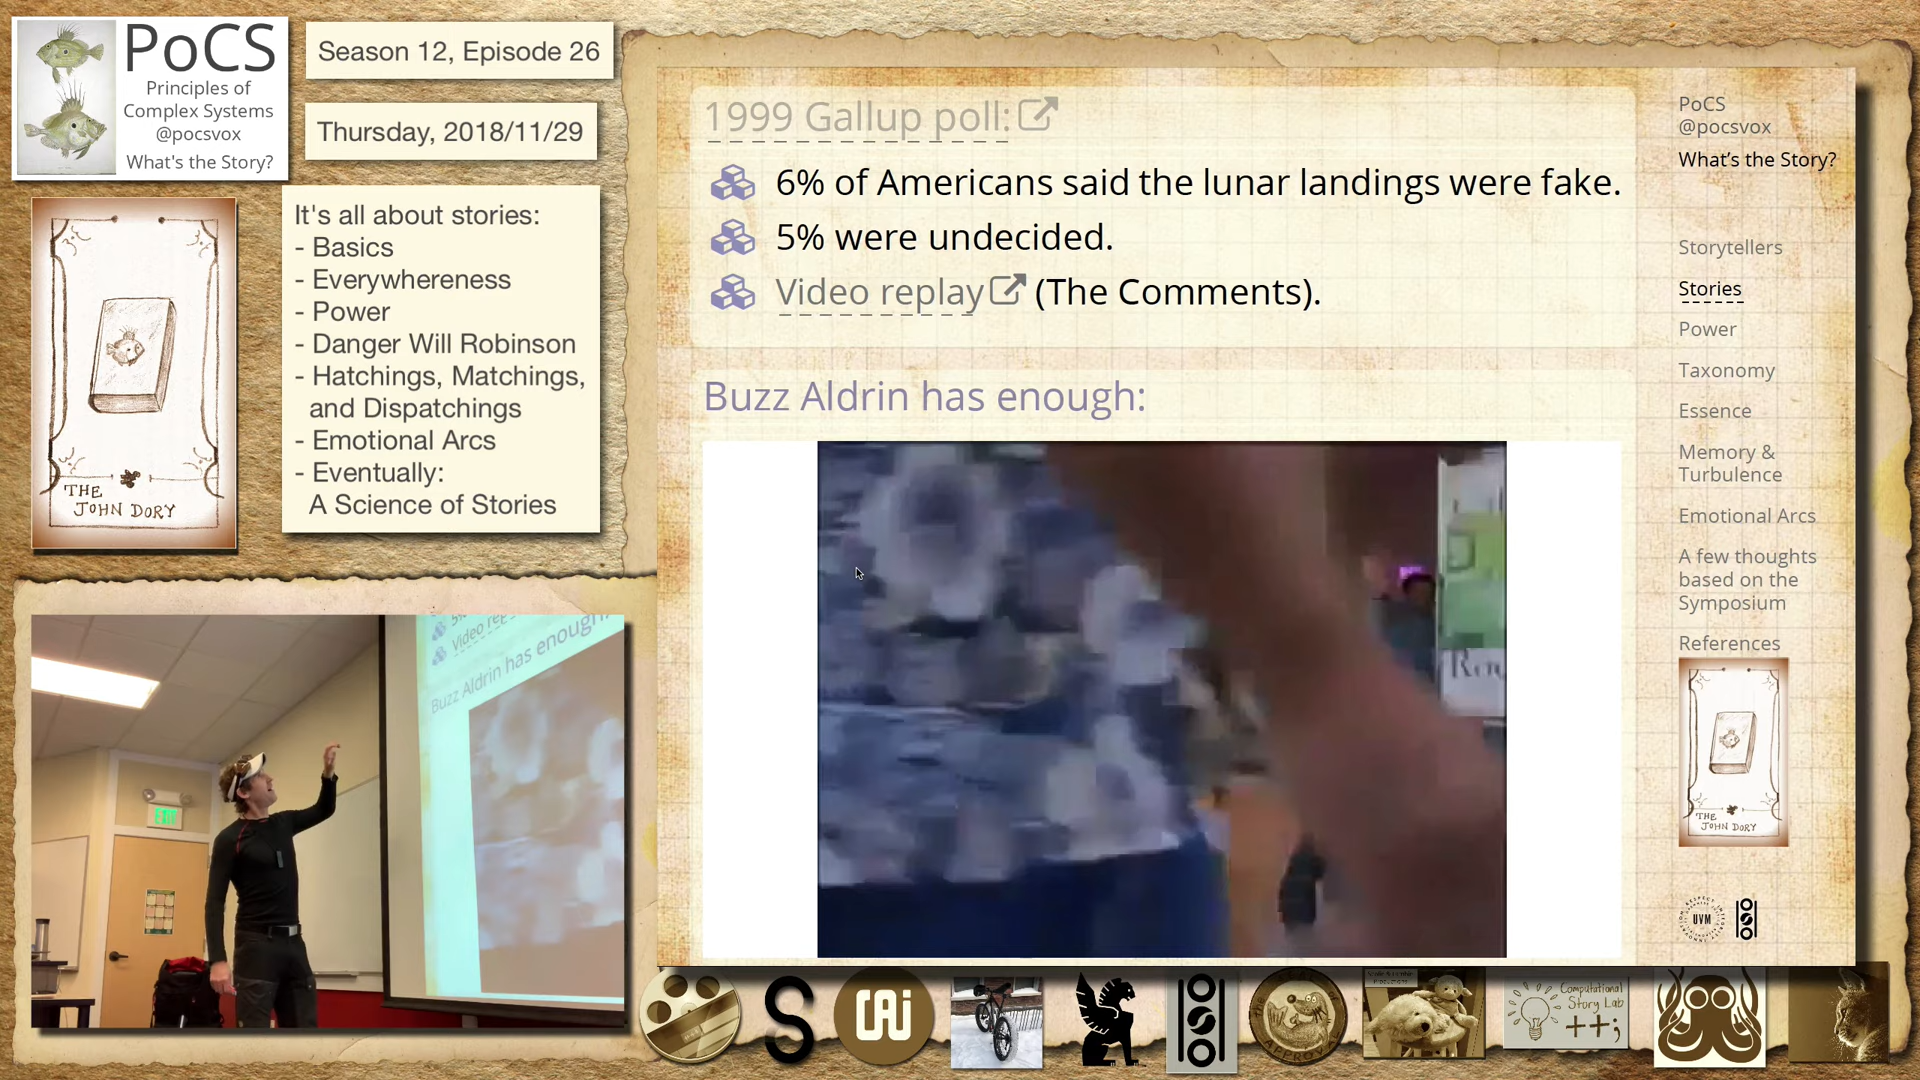 PoCS
Principles of
Complex Systems
@pocsvox
What's the Story?
Season 12, Episode 26
Thursday, 2018/11/29
It's all about stories:
- Basics
- Everywhereness
- Power
- Danger Will Robinson
- Hatchings, Matchings,
and Dispatchings
- Emotional Arcs
- Eventually:
A Science of Stories
THE
JOHN DORY
1999 Gallup poll:
6% of Americans said the lunar landings were fake.
5% were undecided.
Video replay (The Comments).
Buzz Aldrin has enough:
PoCS
@pocsvox
What's the Story?
Storytellers
Stories
Power
Taxonomy
Essence
Memory &
Turbulence
Emotional Arcs
A few thoughts
based on the
Symposium
References
THE
JOHN DORY
UVM
Video re
Buzz Aldrin has enough:
EXIT
S
Computational
Story Lab
++;